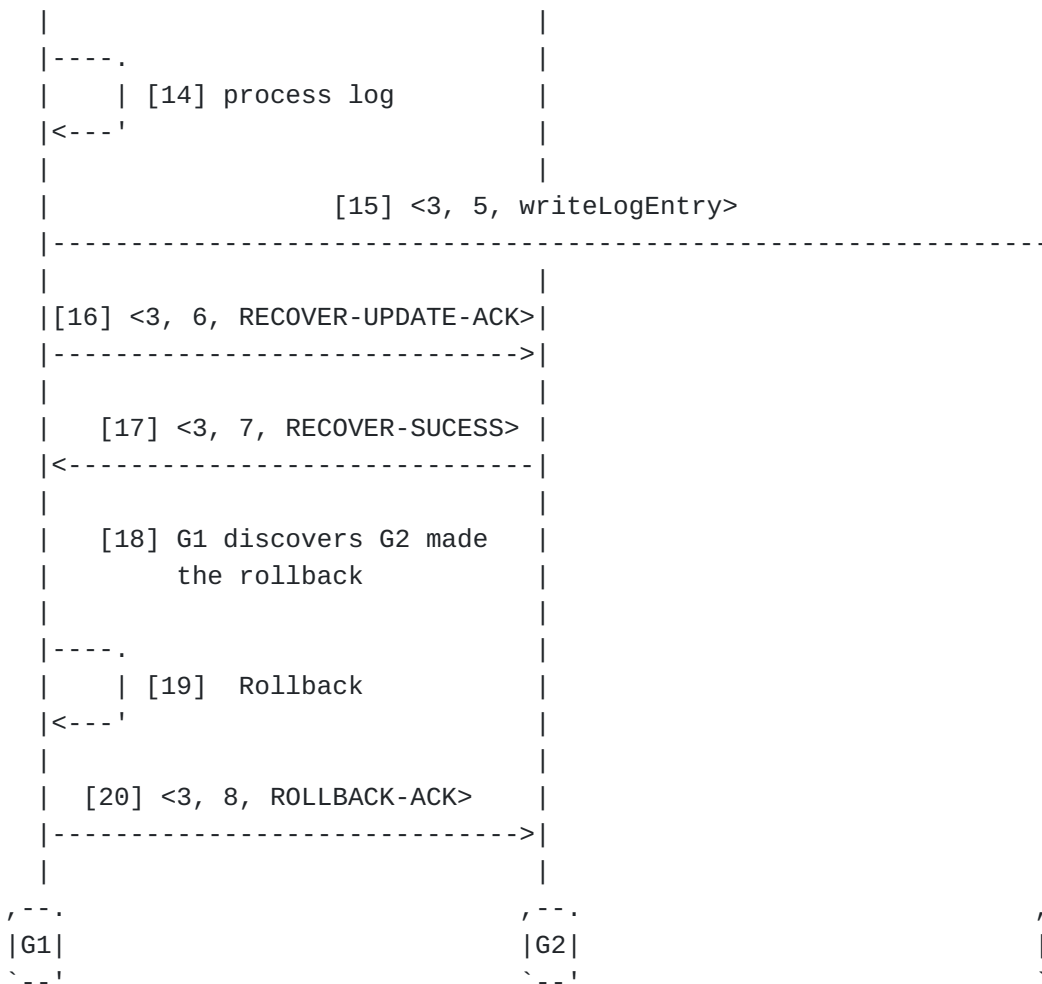 [14] process log
[15] <3, 5, writeLogEntry>
[16] <3, 6, RECOVER-UPDATE-ACK>
[17] <3, 7, RECOVER-SUCESS>
[18] G1 discovers G2 made
the rollback
[19] Rollback
[20] <3, 8, ROLLBACK-ACK>
G1 G2